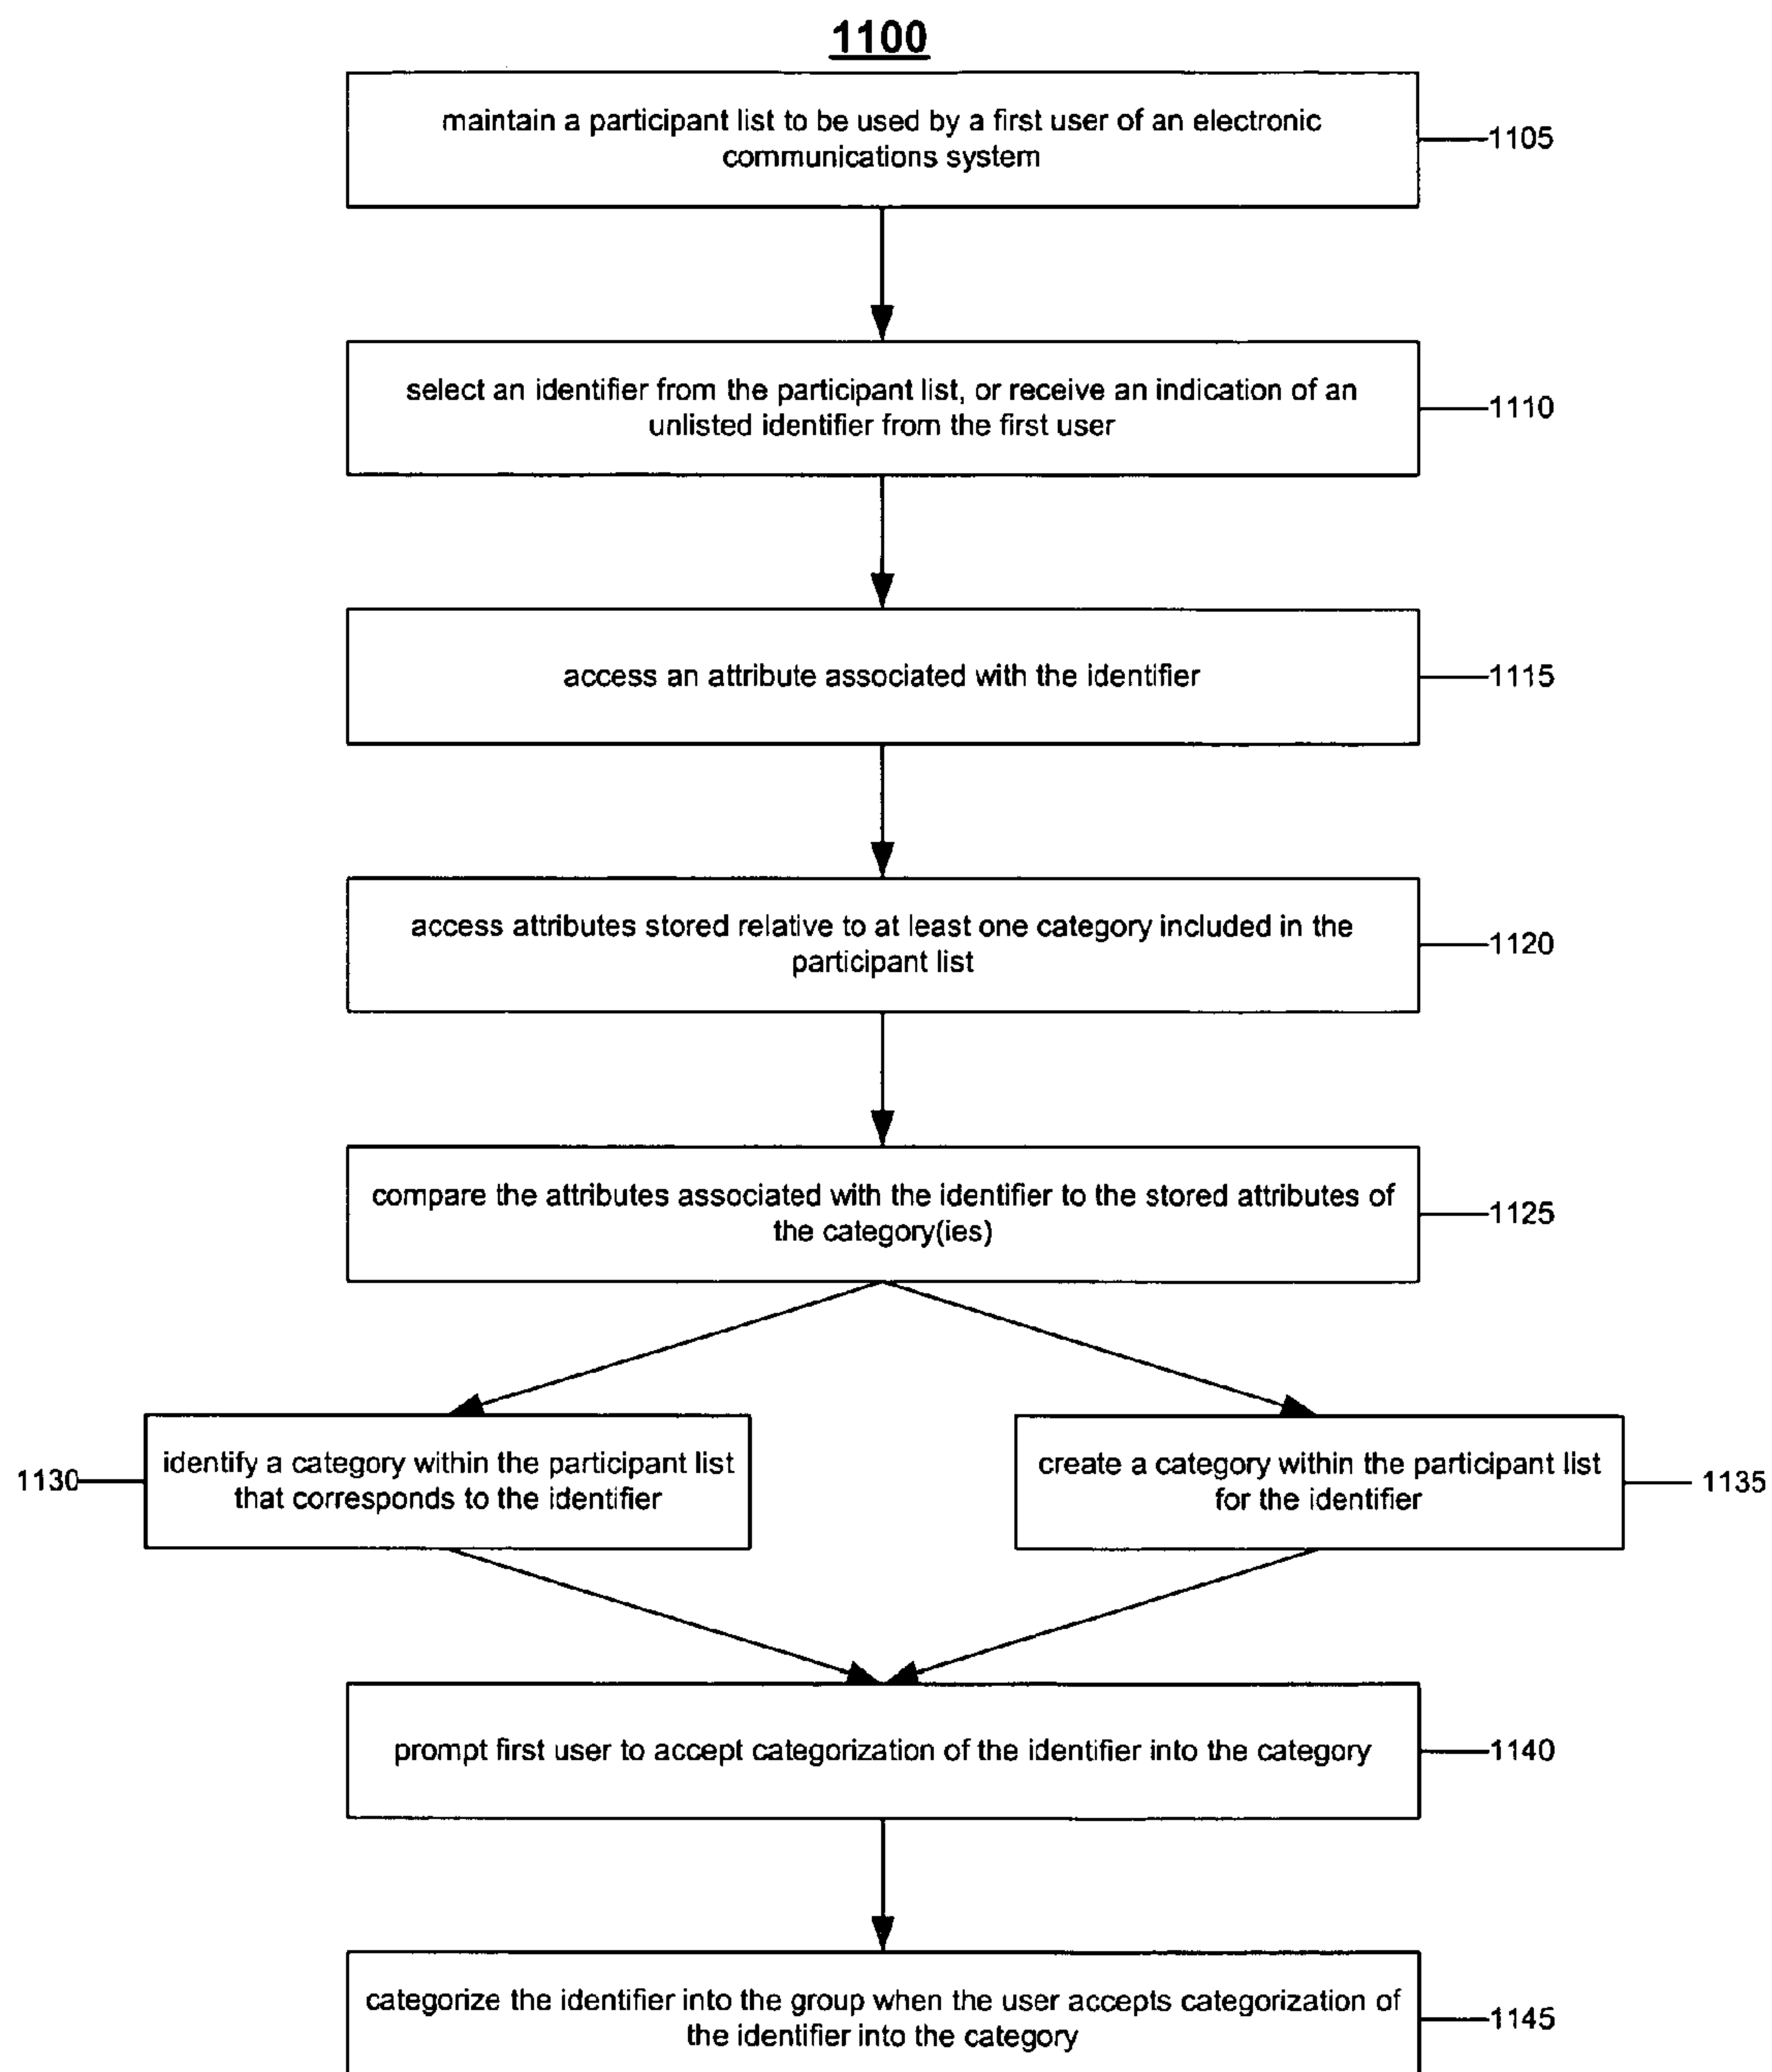 1100
maintain a participant list to be used by a first user of an electronic
communications system
1105
select an identifier from the participant list, or receive an indication of an
unlisted identifier from the first user
1110
access an attribute associated with the identifier
1115
access attributes stored relative to at least one category included in the
participant list
1120
compare the attributes associated with the identifier to the stored attributes of
the category(ies)
1125
1130
identify a category within the participant list
that corresponds to the identifier
create a category within the participant list
for the identifier
1135
prompt first user to accept categorization of the identifier into the category
1140
categorize the identifier into the group when the user accepts categorization of
the identifier into the category
1145